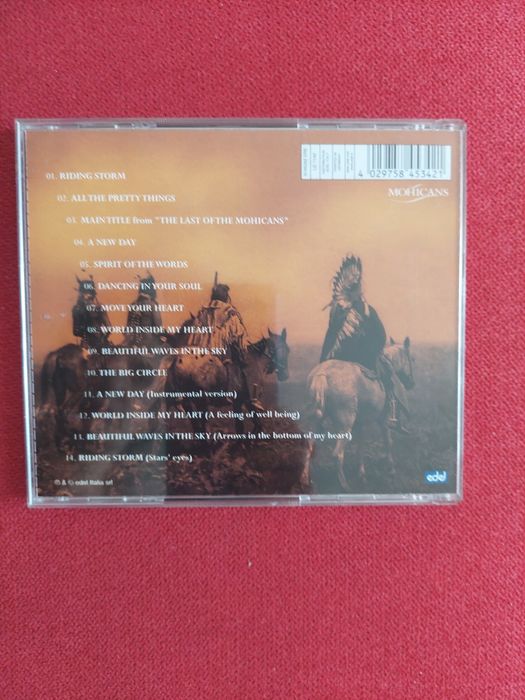 01. RIDING STORM
02. ALL THE PRETTY THINGS
03. MAIN TITLE from "THE LAST OF THE MOHICANS"
04. A NEW DAY
05. SPIRIT OF THE WORDS
06. DANCING IN YOUR SOUL
07. MOVE YOUR HEART
08. WORLD INSIDE MY HEART
09. BEAUTIFUL WAVES IN THE SKY
10. THE BIG CIRCLE
11. A NEW DAY (Instrumental version)
12. WORLD INSIDE MY HEART (A feeling of well being)
13. BEAUTIFUL WAVES IN THE SKY (Arrows in the bottom of my heart)
14. RIDING STORM (Stars' eyes)
℗ & © edel Italia srl
4 029758 453421
MOHICANS
edel